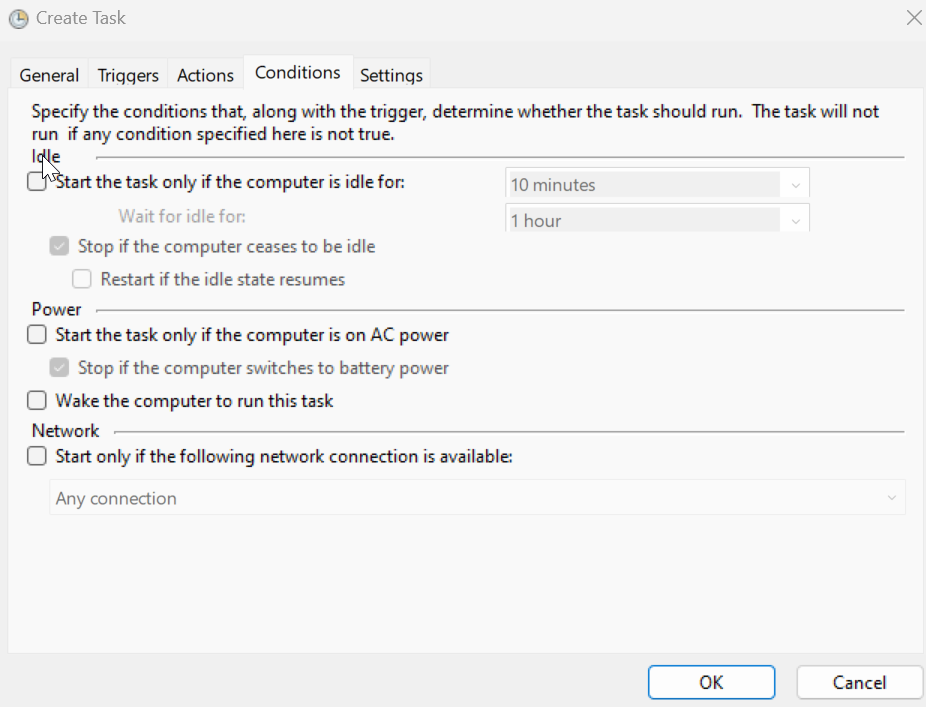 Create Task
General Triggers Actions Conditions Settings
Specify the conditions that, along with the trigger, determine whether the task should run.  The task will not
run  if any condition specified here is not true.
Idle
Start the task only if the computer is idle for: 10 minutes
Wait for idle for: 1 hour
Stop if the computer ceases to be idle
Restart if the idle state resumes
Power
Start the task only if the computer is on AC power
Stop if the computer switches to battery power
Wake the computer to run this task
Network
Start only if the following network connection is available:
Any connection
OK Cancel